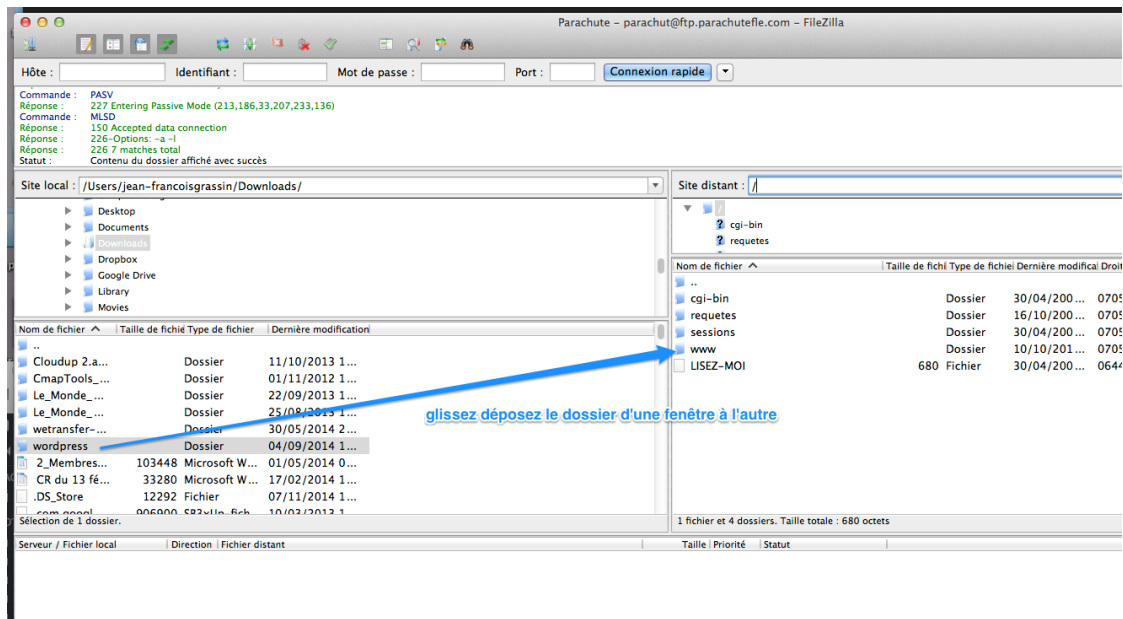 Parachute – parachut@ftp.parachutefle.com – FileZilla
Hôte : Identifiant : Mot de passe : Port : Connexion rapide
Commande : PASV
Réponse : 227 Entering Passive Mode (213,186,33,207,233,136)
Commande : MLSD
Réponse : 150 Accepted data connection
Réponse : 226-Options: -a -l
Réponse : 226 7 matches total
Statut : Contenu du dossier affiché avec succès
Site local : /Users/jean-francoisgrassin/Downloads/
Desktop
Documents
Downloads
Dropbox
Google Drive
Library
Movies
Nom de fichier Taille de fichie Type de fichier Dernière modification
..
Cloudup 2.a... Dossier 11/10/2013 1...
CmapTools_... Dossier 01/11/2012 1...
Le_Monde_... Dossier 22/09/2013 1...
Le_Monde_... Dossier 25/08/2013 1...
wetransfer-... Dossier 30/05/2014 2...
wordpress Dossier 04/09/2014 1...
2_Membres... 103448 Microsoft W... 01/05/2014 0...
CR du 13 fé... 33280 Microsoft W... 17/02/2014 1...
.DS_Store 12292 Fichier 07/11/2014 1...
Sélection de 1 dossier.
Site distant : /
/
cgi-bin
requetes
Nom de fichier Taille de fichi Type de fichie Dernière modifica Droit
..
cgi-bin Dossier 30/04/200... 0705
requetes Dossier 16/10/200... 0705
sessions Dossier 30/04/200... 0705
www Dossier 10/10/201... 0705
LISEZ-MOI 680 Fichier 30/04/200... 0644
glissez déposez le dossier d'une fenêtre à l'autre
1 fichier et 4 dossiers. Taille totale : 680 octets
Serveur / Fichier local Direction Fichier distant Taille Priorité Statut